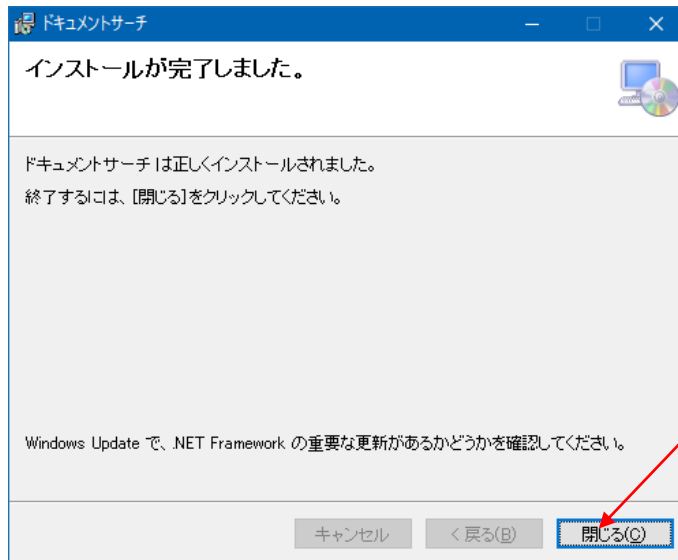 ドキュメントサーチ
インストールが完了しました。
ドキュメントサーチ は正しくインストールされました。
終了するには、[閉じる]をクリックしてください。
Windows Update で、.NET Framework の重要な更新があるかどうかを確認してください。
キャンセル
< 戻る(B)
閉じる(C)